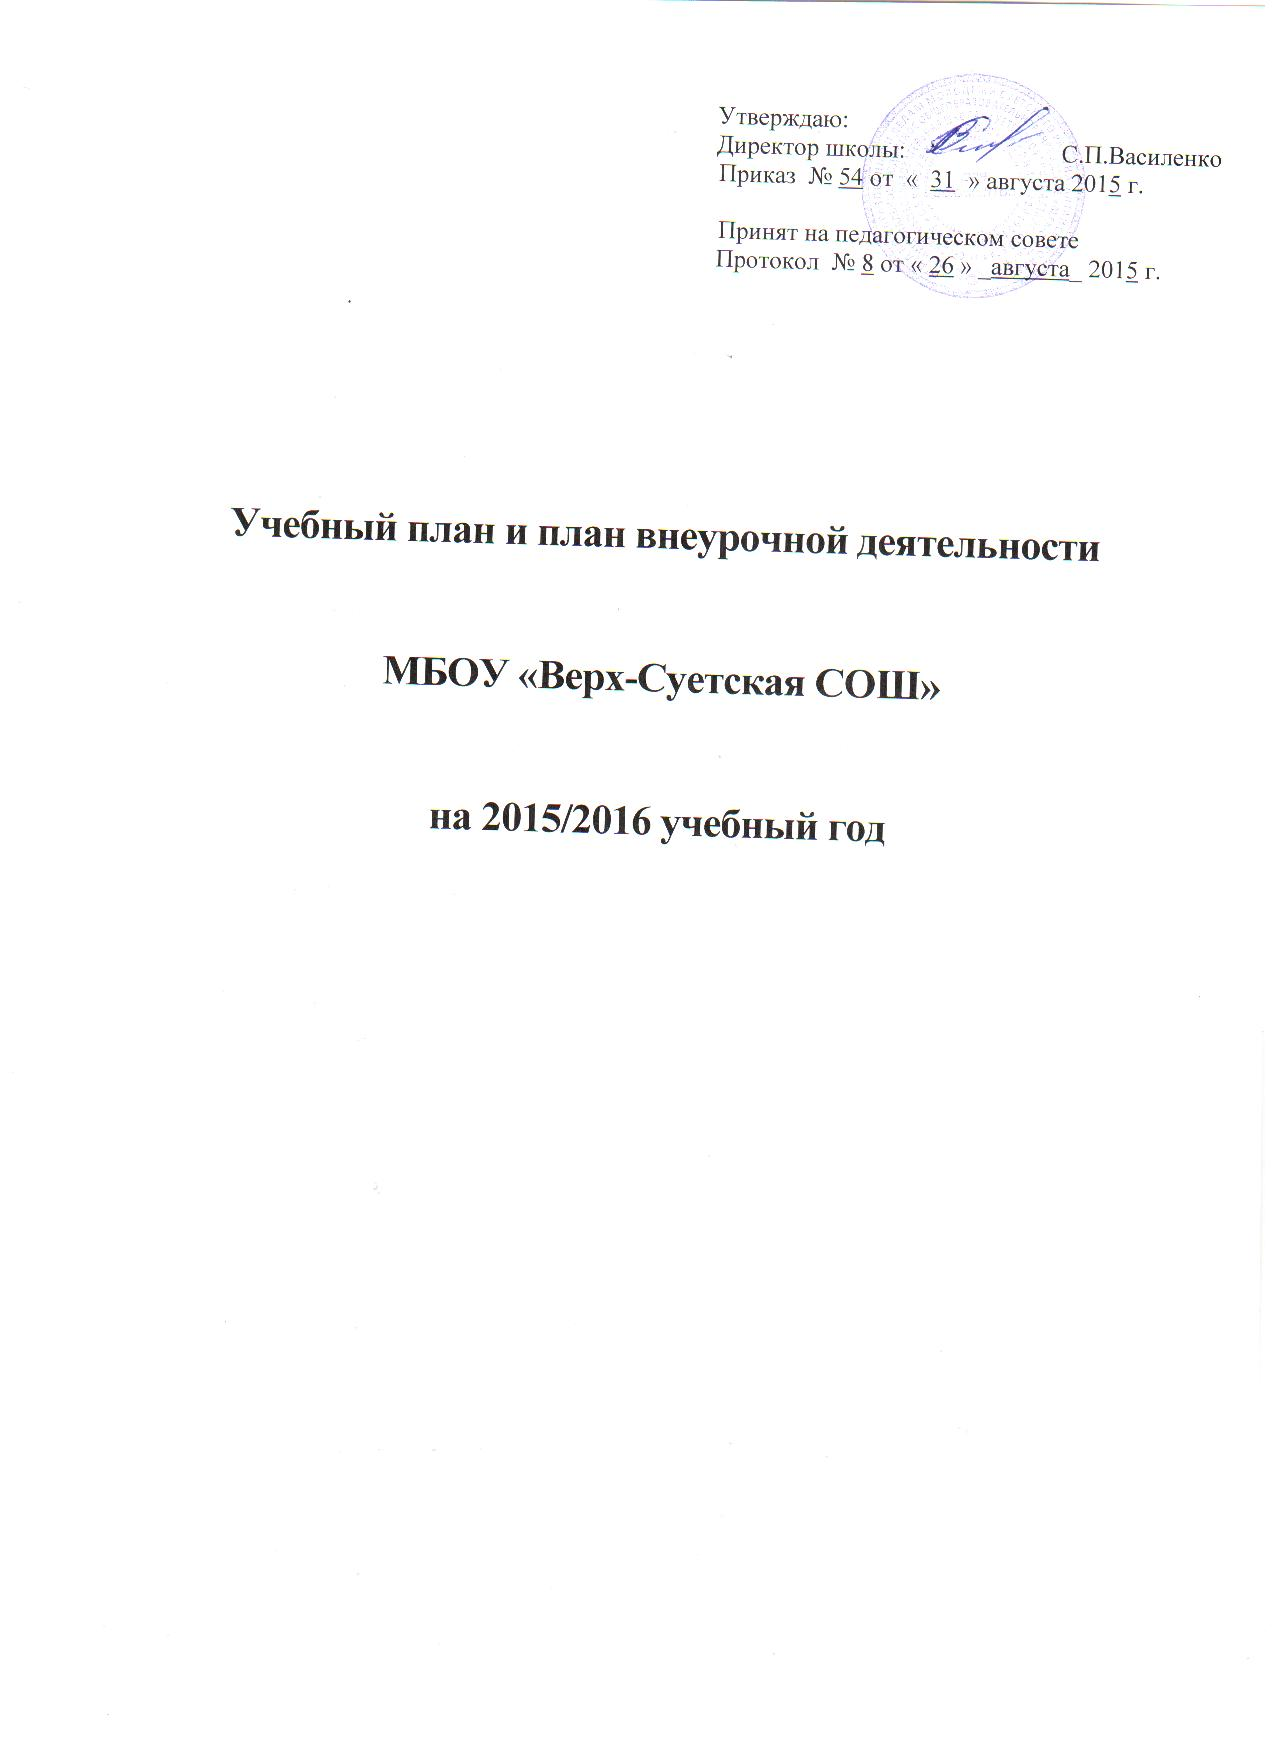 Утверждаю:
Директор школы: С.П.Василенко
Приказ № 54 от « 31 » августа 2015 г.
Принят на педагогическом совете
Протокол № 8 от « 26 » _августа_ 2015 г.
Учебный план и план внеурочной деятельности
МБОУ «Верх-Суетская СОШ»
на 2015/2016 учебный год